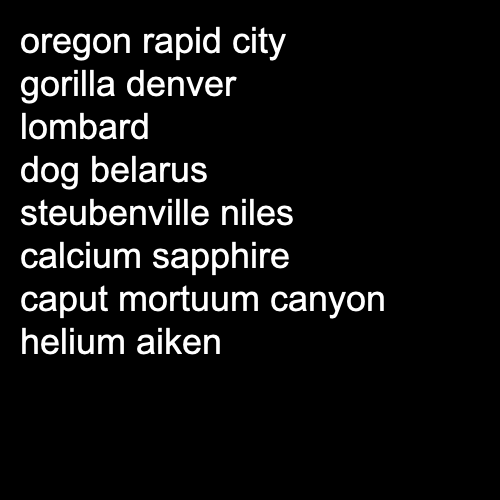 oregon rapid city
gorilla denver
lombard
dog belarus
steubenville niles
calcium sapphire
caput mortuum canyon
helium aiken